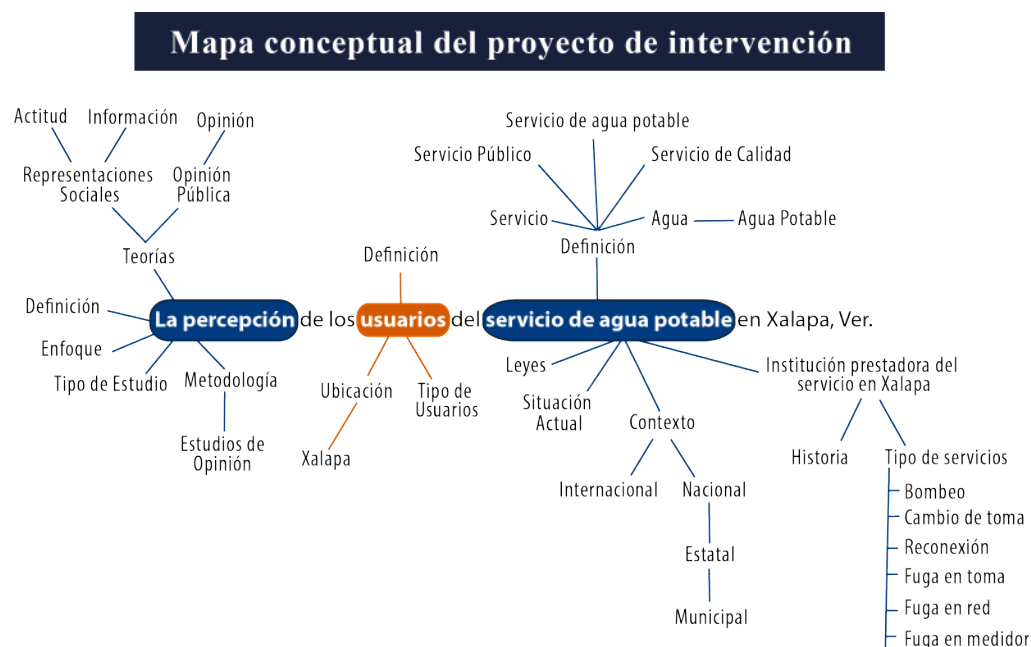 Mapa conceptual del proyecto de intervención
Actitud
Información
Opinión
Representaciones
Sociales
Opinión
Pública
Teorías
Servicio de agua potable
Servicio Público
Servicio de Calidad
Servicio
Agua
Agua Potable
Definición
Definición
Definición
Enfoque
Tipo de Estudio
La percepción de los usuarios del servicio de agua potable en Xalapa, Ver.
Metodología
Estudios de
Opinión
Ubicación
Xalapa
Tipo de
Usuarios
Leyes
Situación
Actual
Contexto
Internacional
Nacional
Estatal
Municipal
Institución prestadora del
servicio en Xalapa
Historia
Tipo de servicios
Bombeo
Cambio de toma
Reconexión
Fuga en toma
Fuga en red
Fuga en medidor